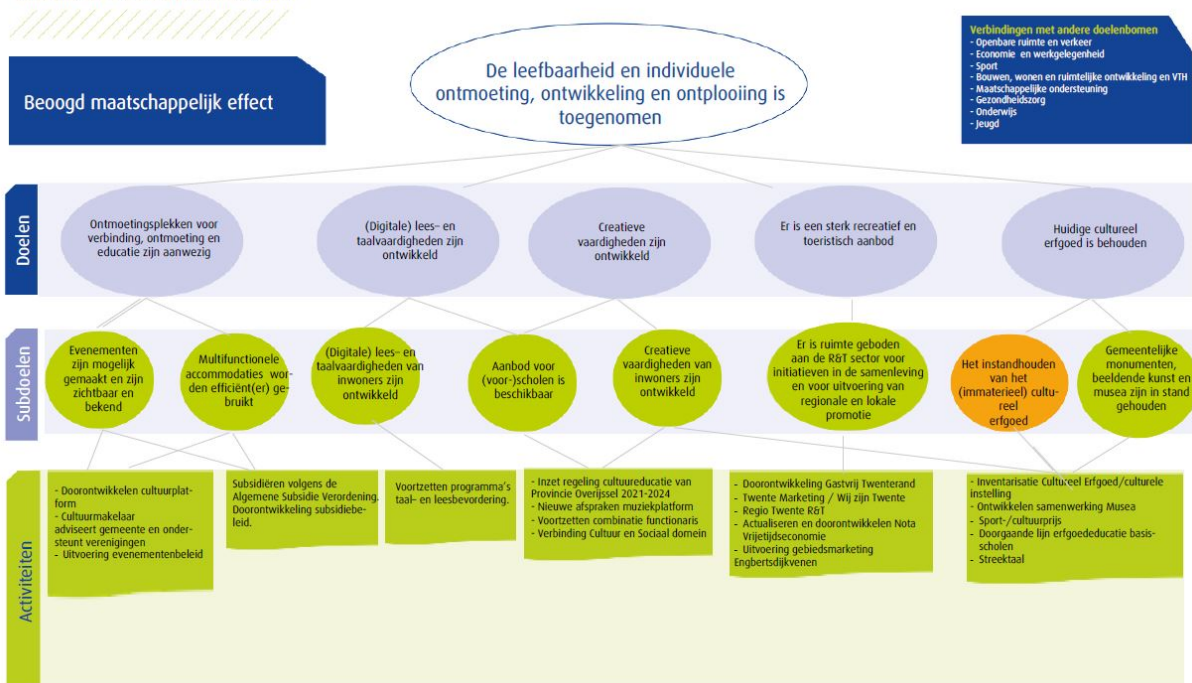 Beoogd maatschappelijk effect
De leefbaarheid en individuele
ontmoeting, ontwikkeling en ontplooiing is
toegenomen
Verbindingen met andere doelenbomen
- Openbare ruimte en verkeer
- Economie en werkgelegenheid
- Sport
- Bouwen, wonen en ruimtelijke ontwikkeling en VTH
- Maatschappelijke ondersteuning
- Gezondheidszorg
- Onderwijs
- Jeugd
Doelen
Ontmoetingsplekken voor
verbinding, ontmoeting en
educatie zijn aanwezig
(Digitale) lees- en
taalvaardigheden zijn
ontwikkeld
Creatieve
vaardigheden zijn
ontwikkeld
Er is een sterk recreatief en
toeristisch aanbod
Huidige cultureel
erfgoed is behouden
Subdoelen
Evenementen
zijn mogelijk
gemaakt en zijn
zichtbaar en
bekend
Multifunctionele
accommodaties wor-
den efficiënt(er) ge-
bruikt
(Digitale) lees- en
taalvaardigheden van
inwoners zijn
ontwikkeld
Aanbod voor
(voor-)scholen is
beschikbaar
Creatieve
vaardigheden van
inwoners zijn
ontwikkeld
Er is ruimte geboden
aan de R&T sector voor
initiatieven in de samenleving
en voor uitvoering van
regionale en lokale
promotie
Het instandhouden
van het
(immaterieel) cultu-
reel
erfgoed
Gemeentelijke
monumenten,
beeldende kunst en
musea zijn in stand
gehouden
Activiteiten
- Doorontwikkelen cultuurplat-
form
- Cultuurmakelaar
adviseert gemeente en onder-
steunt verenigingen
- Uitvoering evenementenbeleid
Subsidiëren volgens de
Algemene Subsidie Verordening.
Doorontwikkeling subsidiebe-
leid.
Voortzetten programma's
taal- en leesbevordering.
- Inzet regeling cultuureducatie van
Provincie Overijssel 2021-2024
- Nieuwe afspraken muziekplatform
- Voortzetten combinatie functionaris
- Verbinding Cultuur en Sociaal domein
- Doorontwikkeling Gastvrij Twenterand
- Twente Marketing / Wij zijn Twente
- Regio Twente R&T
- Actualiseren en doorontwikkelen Nota
Vrijetijdseconomie
- Uitvoering gebiedsmarketing
Engbertsdijkvenen
- Inventarisatie Cultureel Erfgoed/culturele
instelling
- Ontwikkelen samenwerking Musea
- Sport-/cultuurprijs
- Doorgaande lijn erfgoededucatie basis-
scholen
- Streektaal